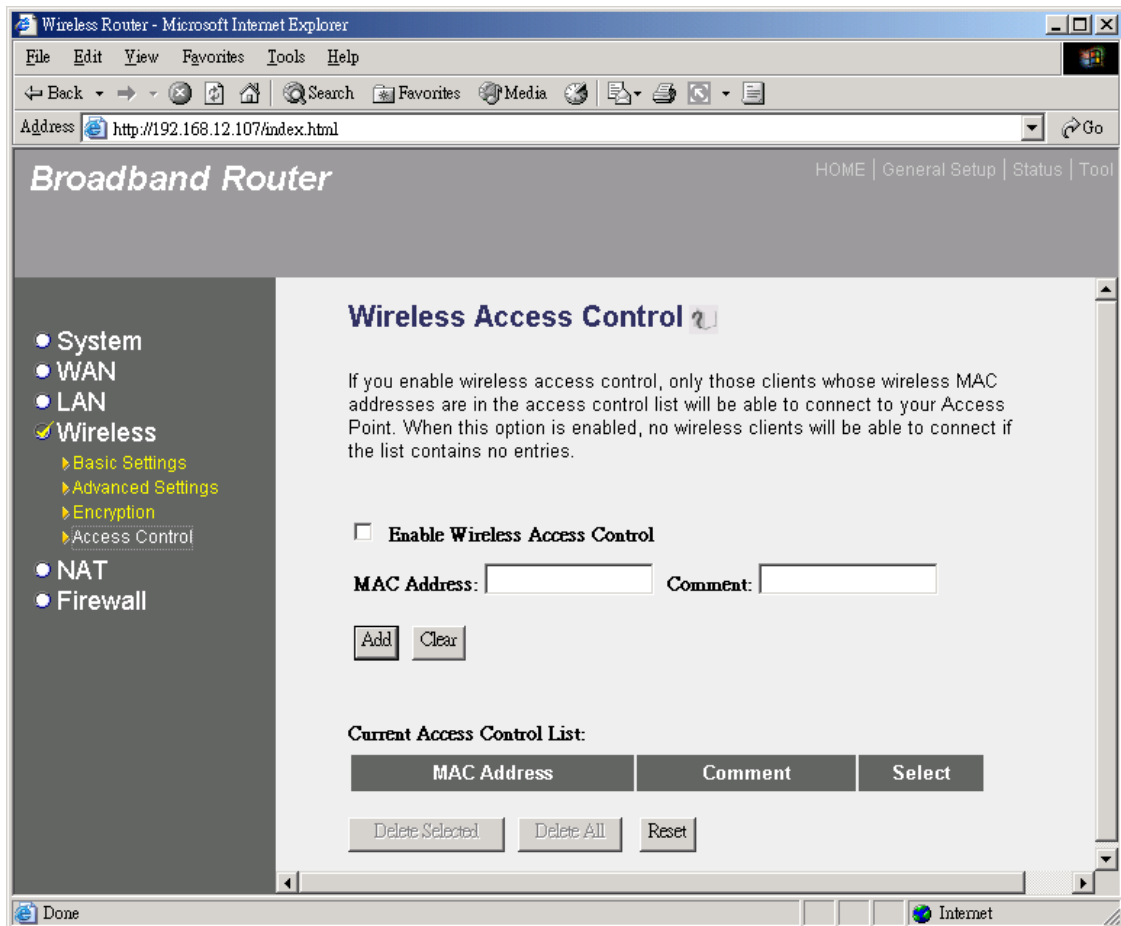 Wireless Router - Microsoft Internet Explorer
File Edit View Favorites Tools Help
Back Search Favorites Media
Address http://192.168.12.107/index.html Go
Broadband Router
HOME | General Setup | Status | Tool
System
WAN
LAN
Wireless
Basic Settings
Advanced Settings
Encryption
Access Control
NAT
Firewall
Wireless Access Control
If you enable wireless access control, only those clients whose wireless MAC
addresses are in the access control list will be able to connect to your Access
Point. When this option is enabled, no wireless clients will be able to connect if
the list contains no entries.
Enable Wireless Access Control
MAC Address: Comment:
Add Clear
Current Access Control List:
MAC Address Comment Select
Delete Selected Delete All Reset
Done Internet